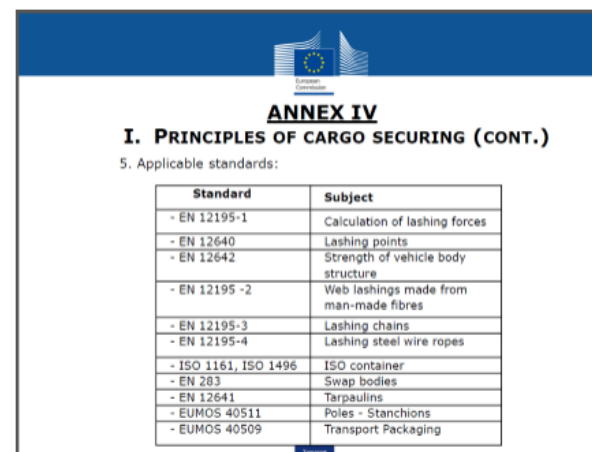 European
Commission
ANNEX IV
I. PRINCIPLES OF CARGO SECURING (CONT.)
5. Applicable standards:
Standard Subject
- EN 12195-1 Calculation of lashing forces
- EN 12640 Lashing points
- EN 12642 Strength of vehicle body
structure
- EN 12195 -2 Web lashings made from
man-made fibres
- EN 12195-3 Lashing chains
- EN 12195-4 Lashing steel wire ropes
- ISO 1161, ISO 1496 ISO container
- EN 283 Swap bodies
- EN 12641 Tarpaulins
- EUMOS 40511 Poles - Stanchions
- EUMOS 40509 Transport Packaging